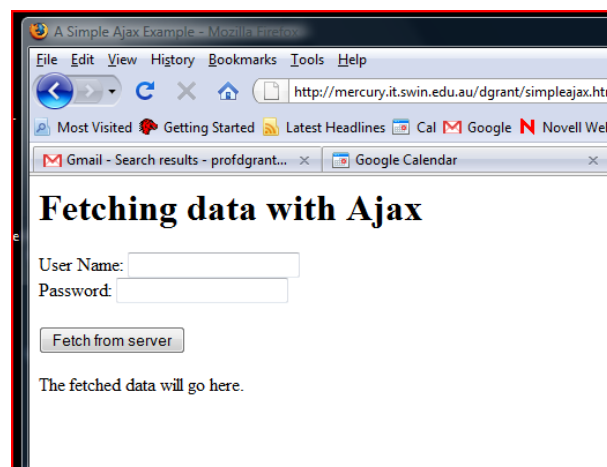 A Simple Ajax Example - Mozilla Firefox
File Edit View History Bookmarks Tools Help
http://mercury.it.swin.edu.au/dgrant/simpleajax.ht
Most Visited Getting Started Latest Headlines Cal Google Novell We
Gmail - Search results - profdgrant... Google Calendar
Fetching data with Ajax
e
User Name:
Password:
Fetch from server
The fetched data will go here.